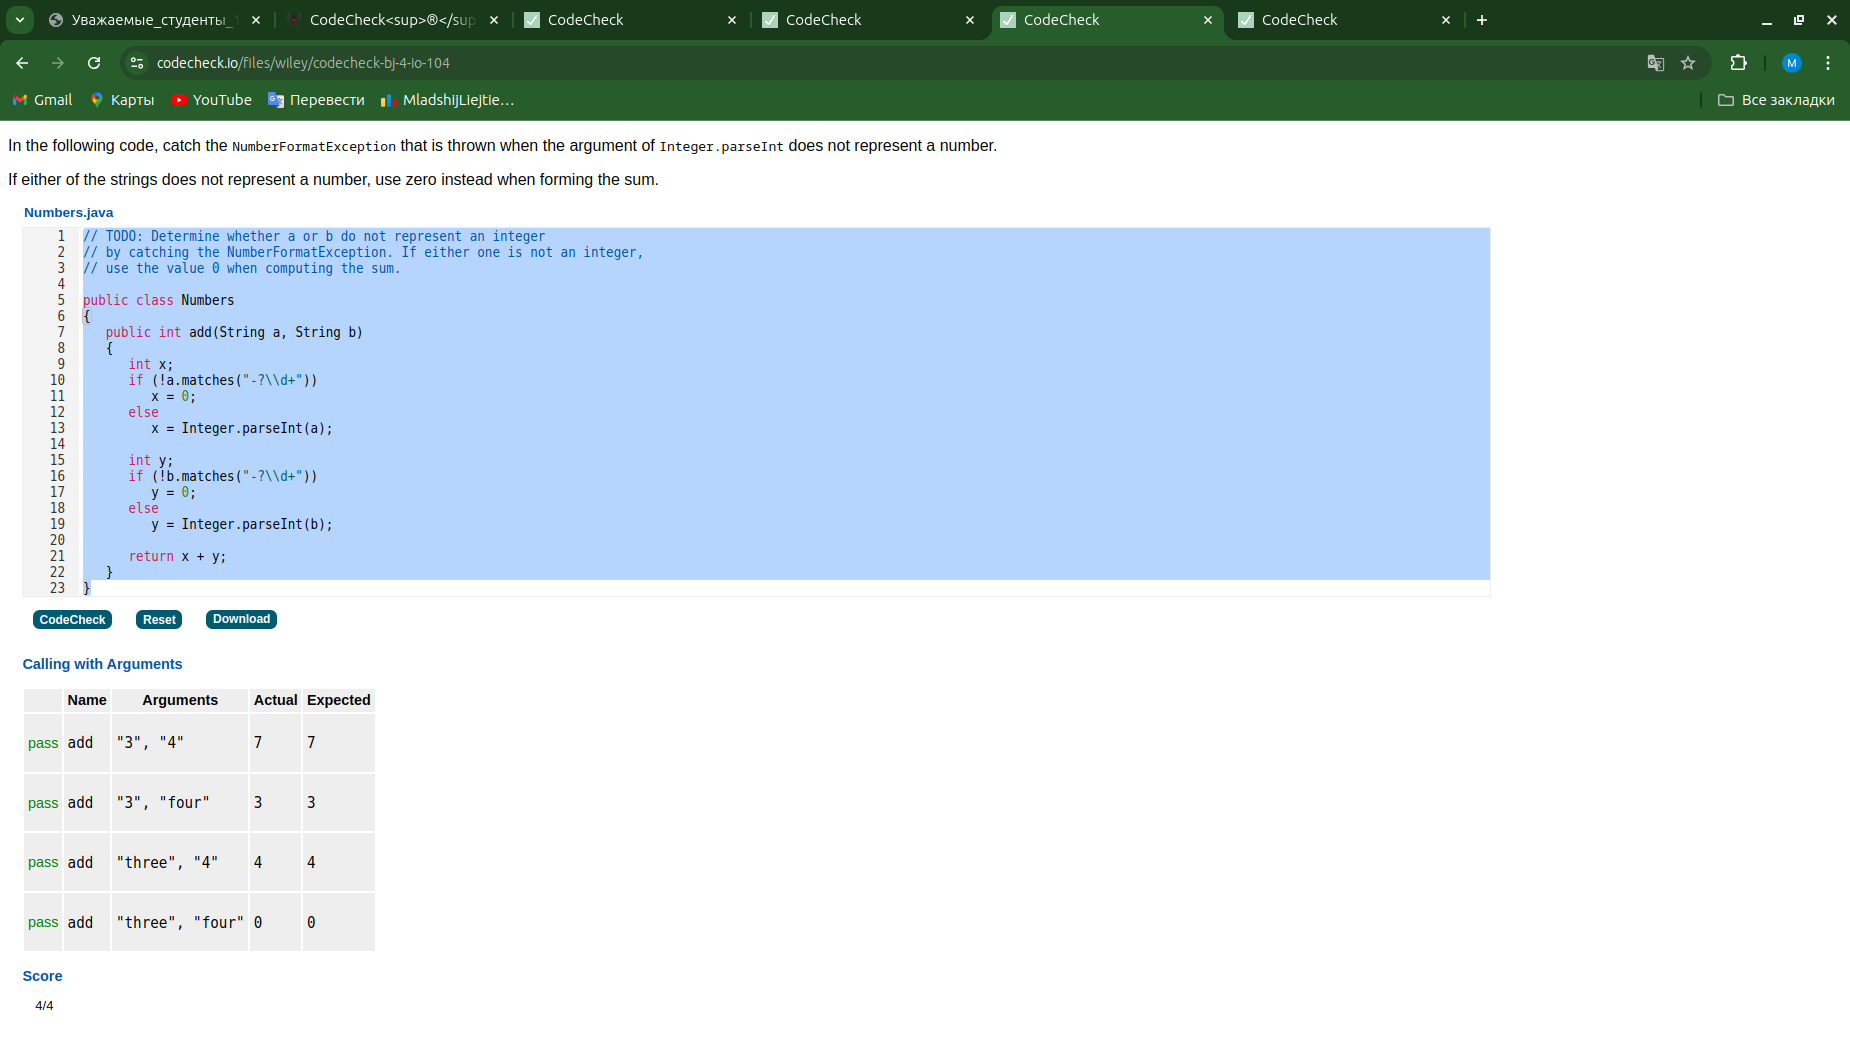 Уважаемые_студенты_
CodeCheck<sup>®</sup
CodeCheck
CodeCheck
CodeCheck
CodeCheck
codecheck.io/files/wiley/codecheck-bj-4-io-104
M
Gmail
Карты
YouTube
Перевести
MladshijLiejtie...
Все закладки
In the following code, catch the NumberFormatException that is thrown when the argument of Integer.parseInt does not represent a number.
If either of the strings does not represent a number, use zero instead when forming the sum.
Numbers.java
1 // TODO: Determine whether a or b do not represent an integer
2 // by catching the NumberFormatException. If either one is not an integer,
3 // use the value 0 when computing the sum.
4
5 public class Numbers
6 {
7    public int add(String a, String b)
8    {
9       int x;
10       if (!a.matches("-?\\d+"))
11          x = 0;
12       else
13          x = Integer.parseInt(a);
14
15       int y;
16       if (!b.matches("-?\\d+"))
17          y = 0;
18       else
19          y = Integer.parseInt(b);
20
21       return x + y;
22    }
23 }
CodeCheck Reset Download
Calling with Arguments
Name Arguments Actual Expected
pass add "3", "4" 7 7
pass add "3", "four" 3 3
pass add "three", "4" 4 4
pass add "three", "four" 0 0
Score
4/4